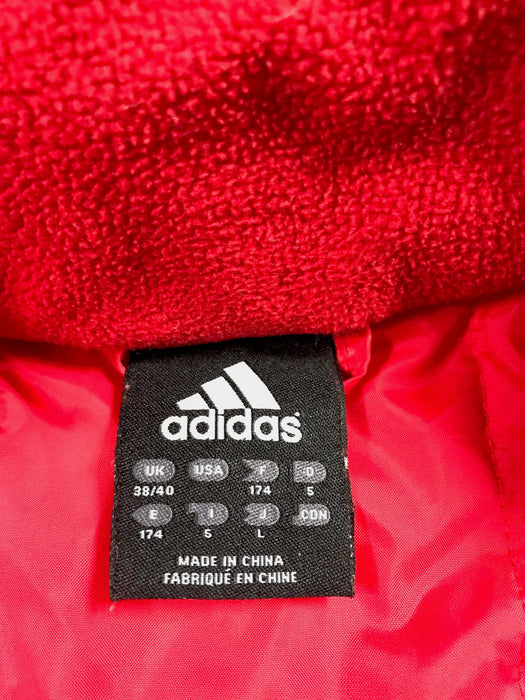 adidas
UK USA F D
38/40 174 5
E I J CDN
174 5 L
MADE IN CHINA
FABRIQUÉ EN CHINE